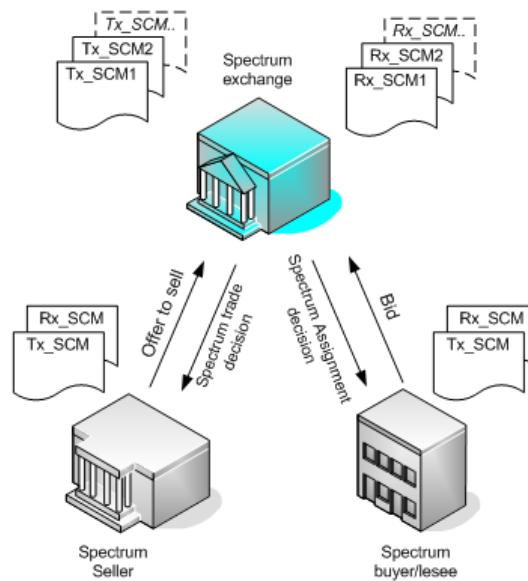 Tx_SCM..
Tx_SCM2
Tx_SCM1
Spectrum
exchange
Rx_SCM..
Rx_SCM2
Rx_SCM1
Offer to sell
Spectrum trade
decision
Spectrum Assignment
decision
Bid
Rx_SCM
Tx_SCM
Rx_SCM
Tx_SCM
Spectrum
Seller
Spectrum
buyer/lesee